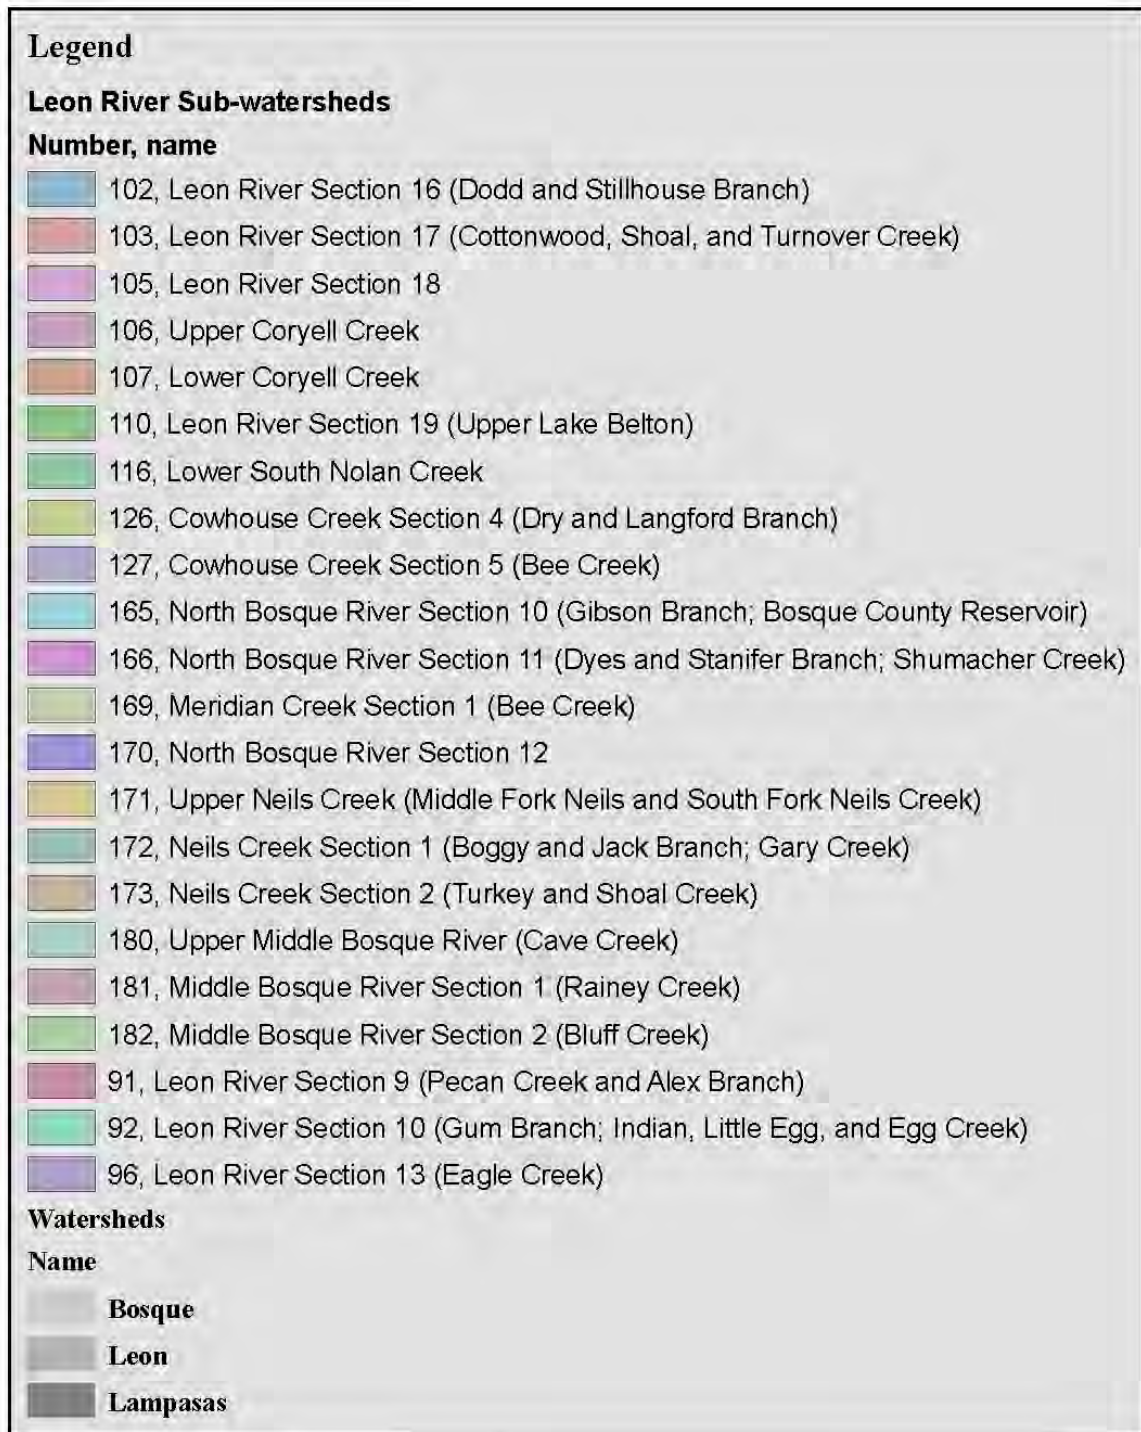 Legend
Leon River Sub-watersheds
Number, name
102, Leon River Section 16 (Dodd and Stillhouse Branch)
103, Leon River Section 17 (Cottonwood, Shoal, and Turnover Creek)
105, Leon River Section 18
106, Upper Coryell Creek
107, Lower Coryell Creek
110, Leon River Section 19 (Upper Lake Belton)
116, Lower South Nolan Creek
126, Cowhouse Creek Section 4 (Dry and Langford Branch)
127, Cowhouse Creek Section 5 (Bee Creek)
165, North Bosque River Section 10 (Gibson Branch; Bosque County Reservoir)
166, North Bosque River Section 11 (Dyes and Stanifer Branch; Shumacher Creek)
169, Meridian Creek Section 1 (Bee Creek)
170, North Bosque River Section 12
171, Upper Neils Creek (Middle Fork Neils and South Fork Neils Creek)
172, Neils Creek Section 1 (Boggy and Jack Branch; Gary Creek)
173, Neils Creek Section 2 (Turkey and Shoal Creek)
180, Upper Middle Bosque River (Cave Creek)
181, Middle Bosque River Section 1 (Rainey Creek)
182, Middle Bosque River Section 2 (Bluff Creek)
91, Leon River Section 9 (Pecan Creek and Alex Branch)
92, Leon River Section 10 (Gum Branch; Indian, Little Egg, and Egg Creek)
96, Leon River Section 13 (Eagle Creek)
Watersheds
Name
Bosque
Leon
Lampasas